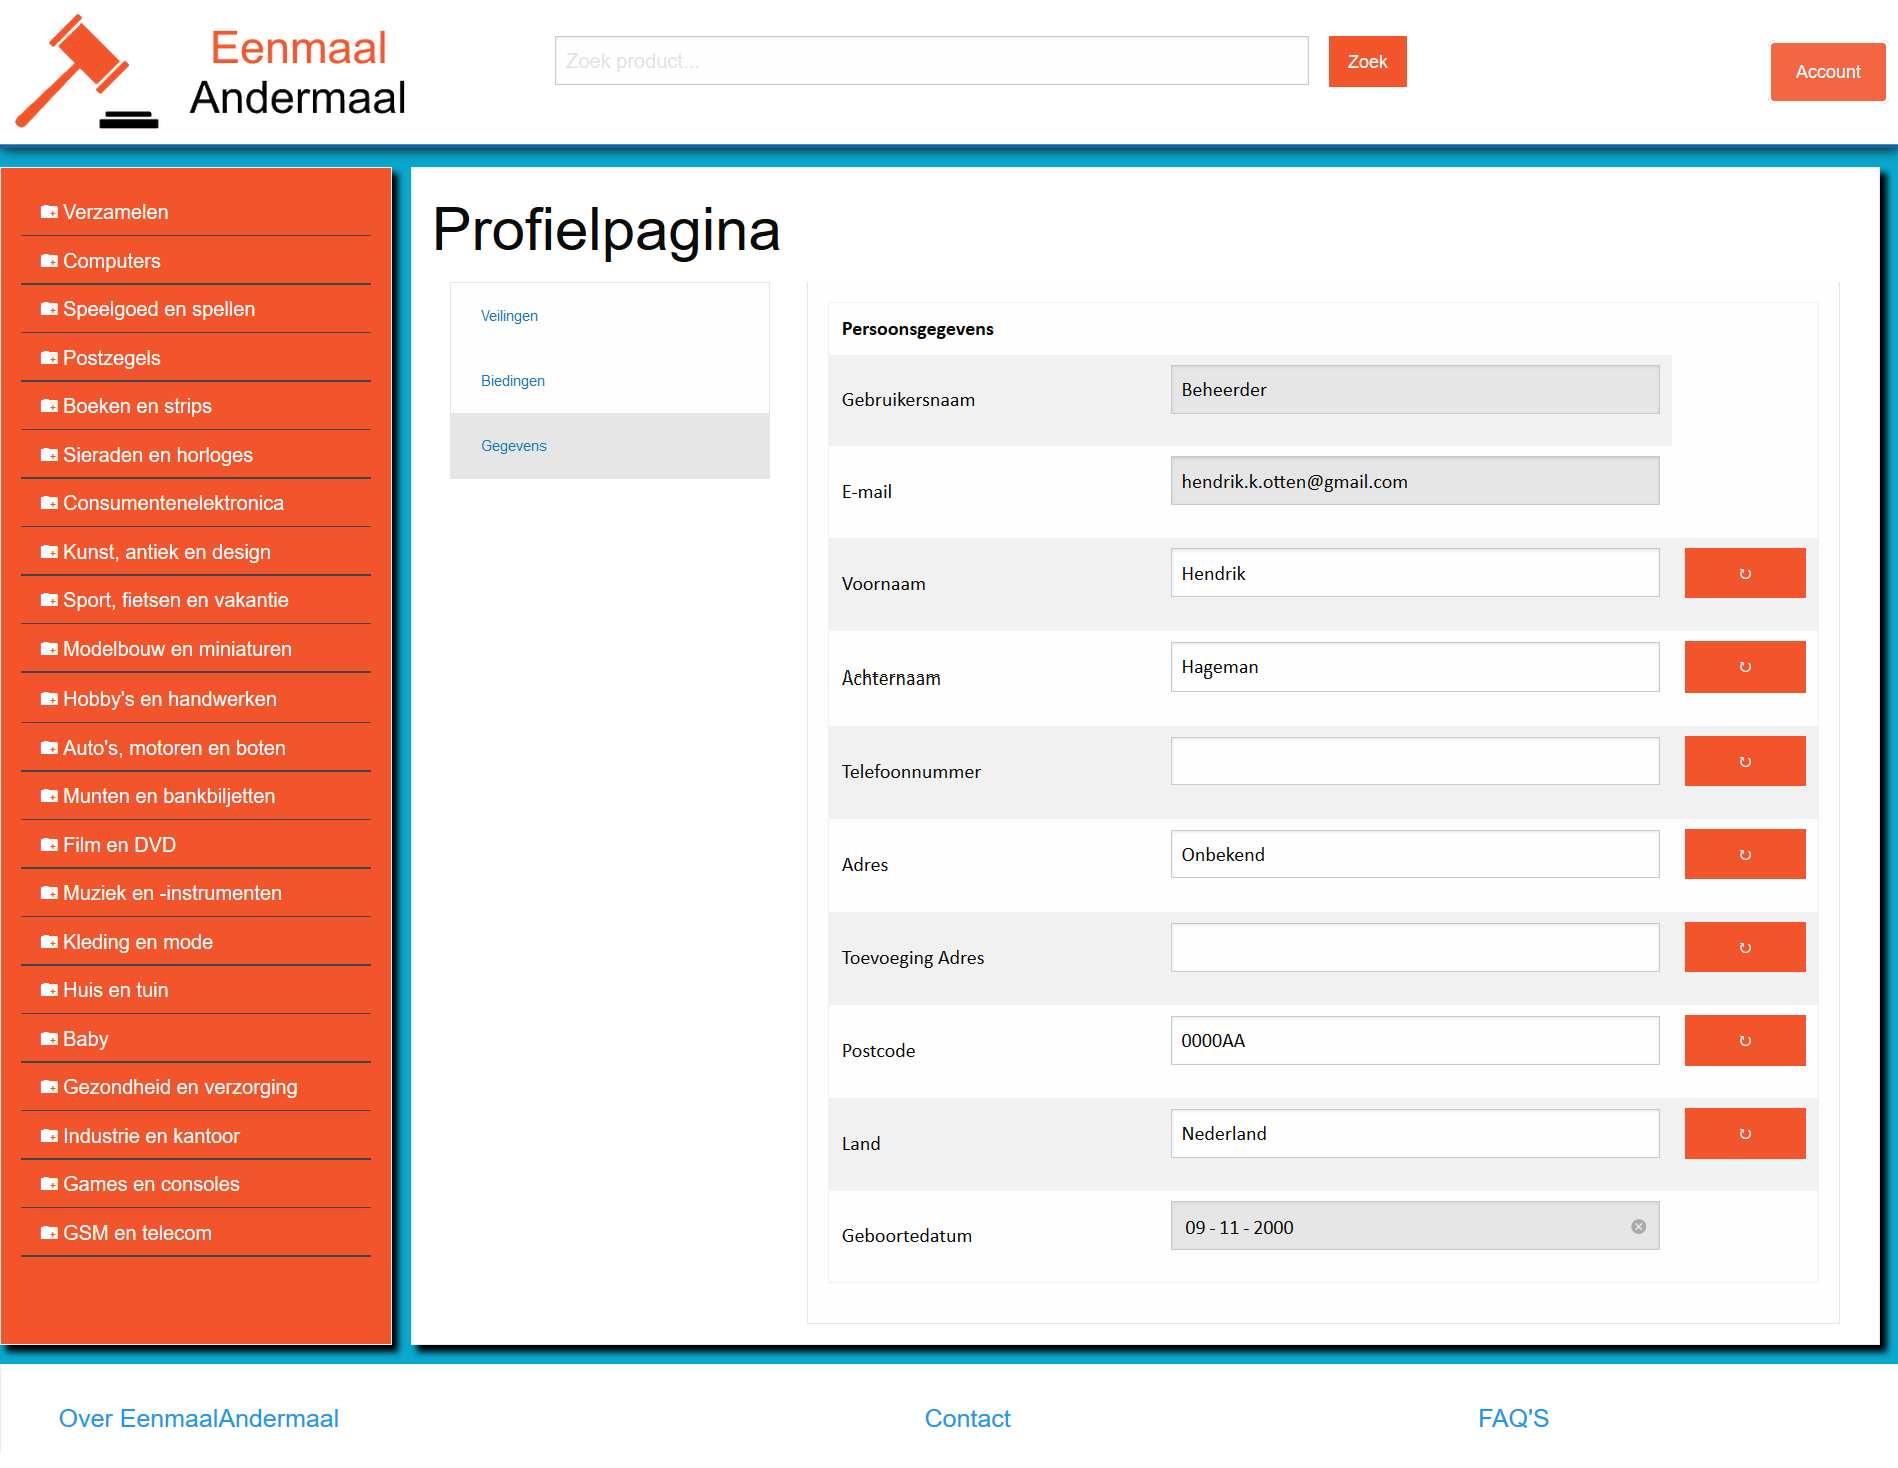 Eenmaal
Andermaal
Zoek product...
Zoek
Account
Verzamelen
Computers
Speelgoed en spellen
Postzegels
Boeken en strips
Sieraden en horloges
Consumentenelektronica
Kunst, antiek en design
Sport, fietsen en vakantie
Modelbouw en miniaturen
Hobby's en handwerken
Auto's, motoren en boten
Munten en bankbiljetten
Film en DVD
Muziek en -instrumenten
Kleding en mode
Huis en tuin
Baby
Gezondheid en verzorging
Industrie en kantoor
Games en consoles
GSM en telecom
Profielpagina
Veilingen
Biedingen
Gegevens
Persoonsgegevens
Gebruikersnaam
Beheerder
E-mail
hendrik.k.otten@gmail.com
Voornaam
Hendrik
↻
Achternaam
Hageman
↻
Telefoonnummer
↻
Adres
Onbekend
↻
Toevoeging Adres
↻
Postcode
0000AA
↻
Land
Nederland
↻
Geboortedatum
09 - 11 - 2000
Over EenmaalAndermaal
Contact
FAQ'S